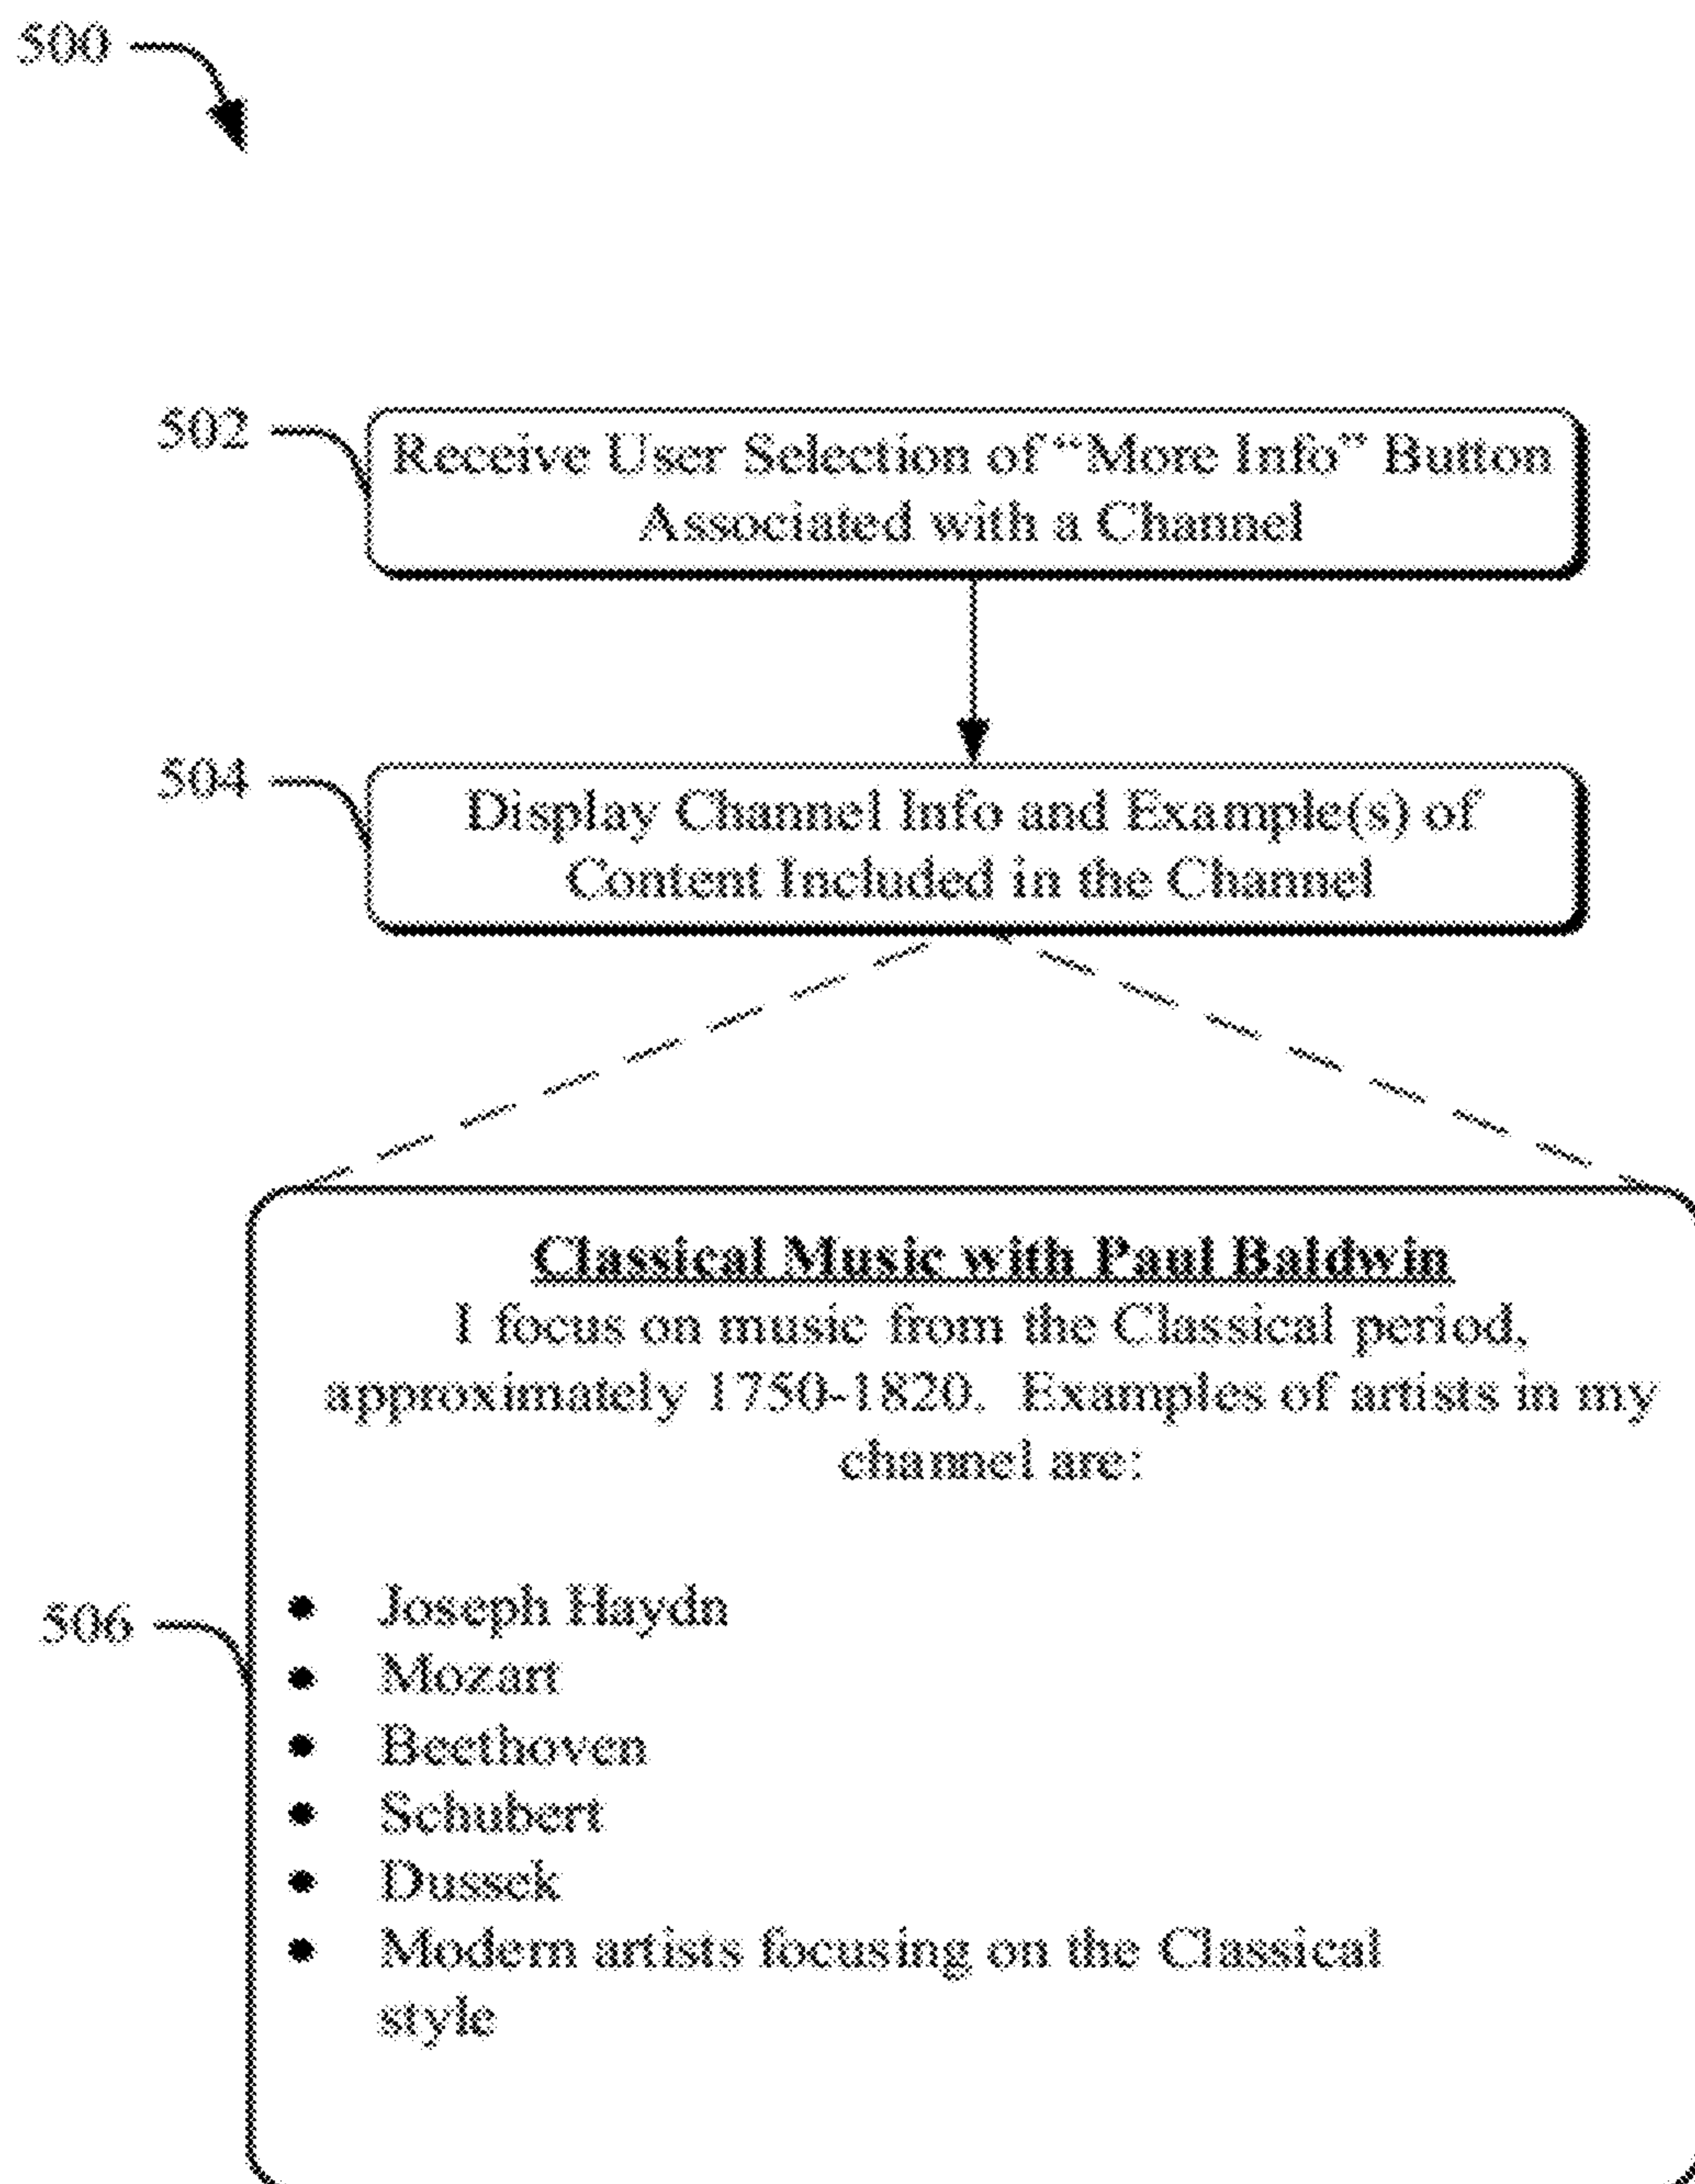 500
502
Receive User Selection of “More Info” Button
Associated with a Channel
504
Display Channel Info and Example(s) of
Content Included in the Channel
Classical Music with Paul Baldwin
I focus on music from the Classical period,
approximately 1750-1820. Examples of artists in my
channel are:
506
• Joseph Haydn
• Mozart
• Beethoven
• Schubert
• Dussek
• Modern artists focusing on the Classical
style